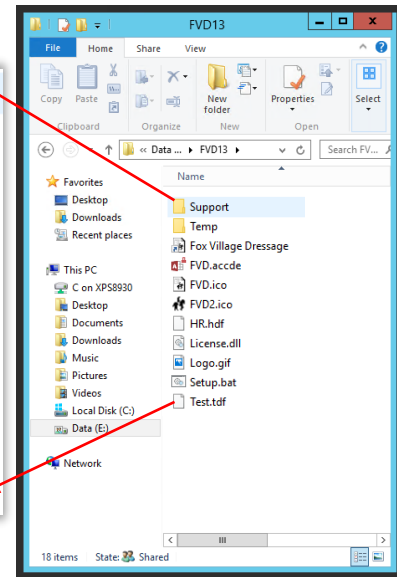 FVD13
File Home Share View
Copy Paste New folder Properties Select
Clipboard Organize New Open
« Data ... FVD13 Search FV...
Favorites
Desktop
Downloads
Recent places
This PC
C on XPS8930
Desktop
Documents
Downloads
Music
Pictures
Videos
Local Disk (C:)
Data (E:)
Network
Name
Support
Temp
Fox Village Dressage
FVD.accde
FVD.ico
FVD2.ico
HR.hdf
License.dll
Logo.gif
Setup.bat
Test.tdf
18 items State: Shared